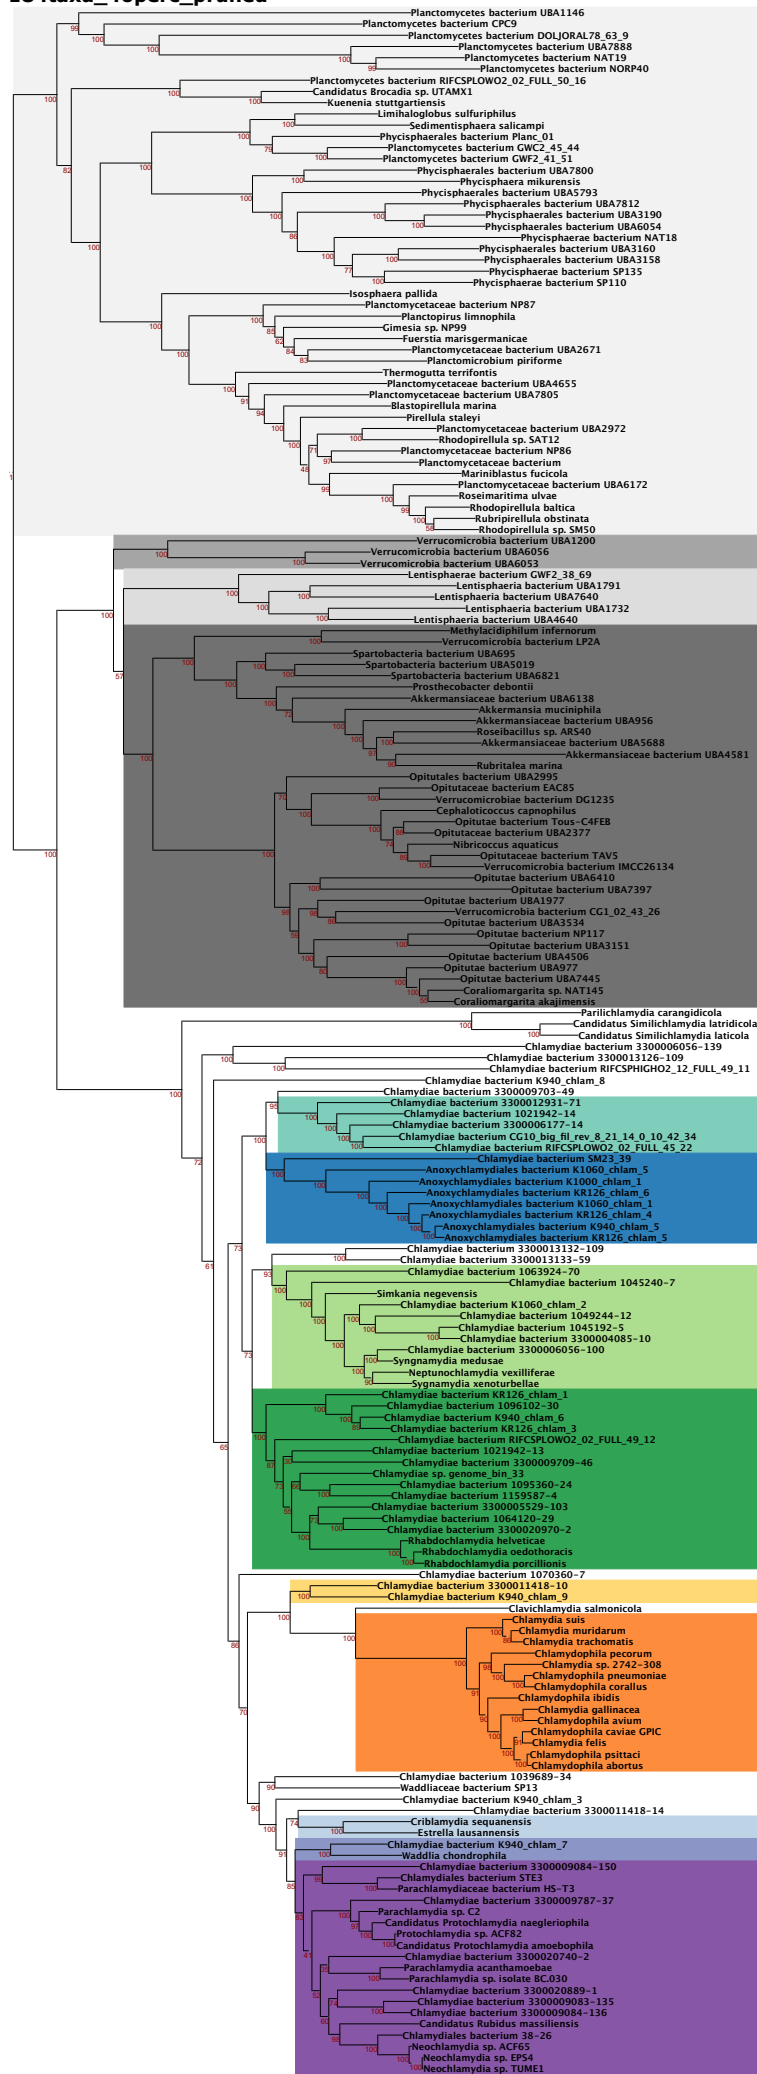 Planctomycetes bacterium UBA1146
Planctomycetes bacterium CPC9
Planctomycetes bacterium DOLJORAL78_63_9
Planctomycetes bacterium UBA7888
Planctomycetes bacterium NAT19
Planctomycetes bacterium NORP40
Planctomycetes bacterium RIFCSPLOWO2_02_FULL_50_16
Candidatus Brocadia sp. UTAMX1
Kuenenia stuttgartiensis
Limihaloglobus sulfuriphilus
Sedimentisphaera salicampi
Phycisphaerales bacterium Planc_01
Planctomycetes bacterium GWC2_45_44
Planctomycetes bacterium GWF2_41_51
Phycisphaerales bacterium UBA7800
Phycisphaera mikurensis
Phycisphaerales bacterium UBA5793
Phycisphaerales bacterium UBA7812
Phycisphaerales bacterium UBA3190
Phycisphaerales bacterium UBA6054
Phycisphaerae bacterium NAT18
Phycisphaerales bacterium UBA3160
Phycisphaerales bacterium UBA3158
Phycisphaerae bacterium SP135
Phycisphaerae bacterium SP110
Isosphaera pallida
Planctomycetaceae bacterium NP87
Planctopirus limnophila
Gimesia sp. NP99
Fuerstia marisgermanicae
Planctomycetaceae bacterium UBA2671
Planctomicrobium piriforme
Thermogutta terrifontis
Planctomycetaceae bacterium UBA4655
Planctomycetaceae bacterium UBA7805
Blastopirellula marina
Pirellula staleyi
Planctomycetaceae bacterium UBA2972
Rhodopirellula sp. SAT12
Planctomycetaceae bacterium NP86
Planctomycetaceae bacterium
Mariniblastus fucicola
Planctomycetaceae bacterium UBA6172
Roseimaritima ulvae
Rhodopirellula baltica
Rubripirellula obstinata
Rhodopirellula sp. SM50
Verrucomicrobia bacterium UBA1200
Verrucomicrobia bacterium UBA6056
Verrucomicrobia bacterium UBA6053
Lentisphaerae bacterium GWF2_38_69
Lentisphaeria bacterium UBA1791
Lentisphaeria bacterium UBA7640
Lentisphaeria bacterium UBA1732
Lentisphaeria bacterium UBA4640
Methylacidiphilum infernorum
Verrucomicrobia bacterium LP2A
Spartobacteria bacterium UBA695
Spartobacteria bacterium UBA5019
Spartobacteria bacterium UBA6821
Prosthecobacter debontii
Akkermansiaceae bacterium UBA6138
Akkermansia muciniphila
Akkermansiaceae bacterium UBA956
Roseibacillus sp. ARS40
Akkermansiaceae bacterium UBA5688
Akkermansiaceae bacterium UBA4581
Rubritalea marina
Opitutales bacterium UBA2995
Opitutaceae bacterium EAC85
Verrucomicrobiae bacterium DG1235
Cephaloticoccus capnophilus
Opitutae bacterium Tous-C4FEB
Opitutaceae bacterium UBA2377
Nibricoccus aquaticus
Opitutaceae bacterium TAV5
Verrucomicrobia bacterium IMCC26134
Opitutae bacterium UBA6410
Opitutae bacterium UBA7397
Opitutae bacterium UBA1977
Verrucomicrobia bacterium CG1_02_43_26
Opitutae bacterium UBA3534
Opitutae bacterium NP117
Opitutae bacterium UBA3151
Opitutae bacterium UBA4506
Opitutae bacterium UBA977
Opitutae bacterium UBA7445
Coraliomargarita sp. NAT145
Coraliomargarita akajimensis
Parilichlamydia carangidicola
Candidatus Similichlamydia latridicola
Candidatus Similichlamydia laticola
Chlamydiae bacterium 3300006056-139
Chlamydiae bacterium 3300013126-109
Chlamydiae bacterium RIFCSPHIGHO2_12_FULL_49_11
Chlamydiae bacterium K940_chlam_8
Chlamydiae bacterium 3300009703-49
Chlamydiae bacterium 3300012931-71
Chlamydiae bacterium 1021942-14
Chlamydiae bacterium 3300006177-14
Chlamydiae bacterium CG10_big_fil_rev_8_21_14_0_10_42_34
Chlamydiae bacterium RIFCSPLOWO2_02_FULL_45_22
Chlamydiae bacterium SM23_39
Anoxychlamydiales bacterium K1060_chlam_5
Anoxychlamydiales bacterium K1000_chlam_1
Anoxychlamydiales bacterium KR126_chlam_6
Anoxychlamydiales bacterium K1060_chlam_1
Anoxychlamydiales bacterium KR126_chlam_4
Anoxychlamydiales bacterium K940_chlam_5
Anoxychlamydiales bacterium KR126_chlam_5
Chlamydiae bacterium 3300013132-109
Chlamydiae bacterium 3300013133-59
Chlamydiae bacterium 1063924-70
Chlamydiae bacterium 1045240-7
Simkania negevensis
Chlamydiae bacterium K1060_chlam_2
Chlamydiae bacterium 1049244-12
Chlamydiae bacterium 1045192-5
Chlamydiae bacterium 3300004085-10
Chlamydiae bacterium 3300006056-100
Syngnamydia medusae
Neptunochlamydia vexilliferae
Sygnamydia xenoturbellae
Chlamydiae bacterium KR126_chlam_1
Chlamydiae bacterium 1096102-30
Chlamydiae bacterium K940_chlam_6
Chlamydiae bacterium KR126_chlam_3
Chlamydiae bacterium RIFCSPLOWO2_02_FULL_49_12
Chlamydiae bacterium 1021942-13
Chlamydiae bacterium 3300009709-46
Chlamydiae sp. genome_bin_33
Chlamydiae bacterium 1095360-24
Chlamydiae bacterium 1159587-4
Chlamydiae bacterium 3300005529-103
Chlamydiae bacterium 1064120-29
Chlamydiae bacterium 3300020970-2
Rhabdochlamydia helveticae
Rhabdochlamydia oedothoracis
Rhabdochlamydia porcillionis
Chlamydiae bacterium 1070360-7
Chlamydiae bacterium 3300011418-10
Chlamydiae bacterium K940_chlam_9
Clavichlamydia salmonicola
Chlamydia suis
Chlamydia muridarum
Chlamydia trachomatis
Chlamydophila pecorum
Chlamydia sp. 2742-308
Chlamydophila pneumoniae
Chlamydophila corallus
Chlamydophila ibidis
Chlamydia gallinacea
Chlamydophila avium
Chlamydophila caviae GPIC
Chlamydia felis
Chlamydophila psittaci
Chlamydophila abortus
Chlamydiae bacterium 1039689-34
Waddliaceae bacterium SP13
Chlamydiae bacterium K940_chlam_3
Chlamydiae bacterium 3300011418-14
Criblamydia sequanensis
Estrella lausannensis
Chlamydiae bacterium K940_chlam_7
Waddlia chondrophila
Chlamydiae bacterium 3300009084-150
Chlamydiales bacterium STE3
Parachlamydiaceae bacterium HS-T3
Chlamydiae bacterium 3300009787-37
Parachlamydia sp. C2
Candidatus Protochlamydia naegleriophila
Protochlamydia sp. ACF82
Candidatus Protochlamydia amoebophila
Chlamydiae bacterium 3300020740-2
Parachlamydia acanthamoebae
Parachlamydia sp. isolate BC.030
Chlamydiae bacterium 3300020889-1
Chlamydiae bacterium 3300009083-135
Chlamydiae bacterium 3300009084-136
Candidatus Rubidus massiliensis
Chlamydiales bacterium 38-26
Neochlamydia sp. ACF65
Neochlamydia sp. EPS4
Neochlamydia sp. TUME1